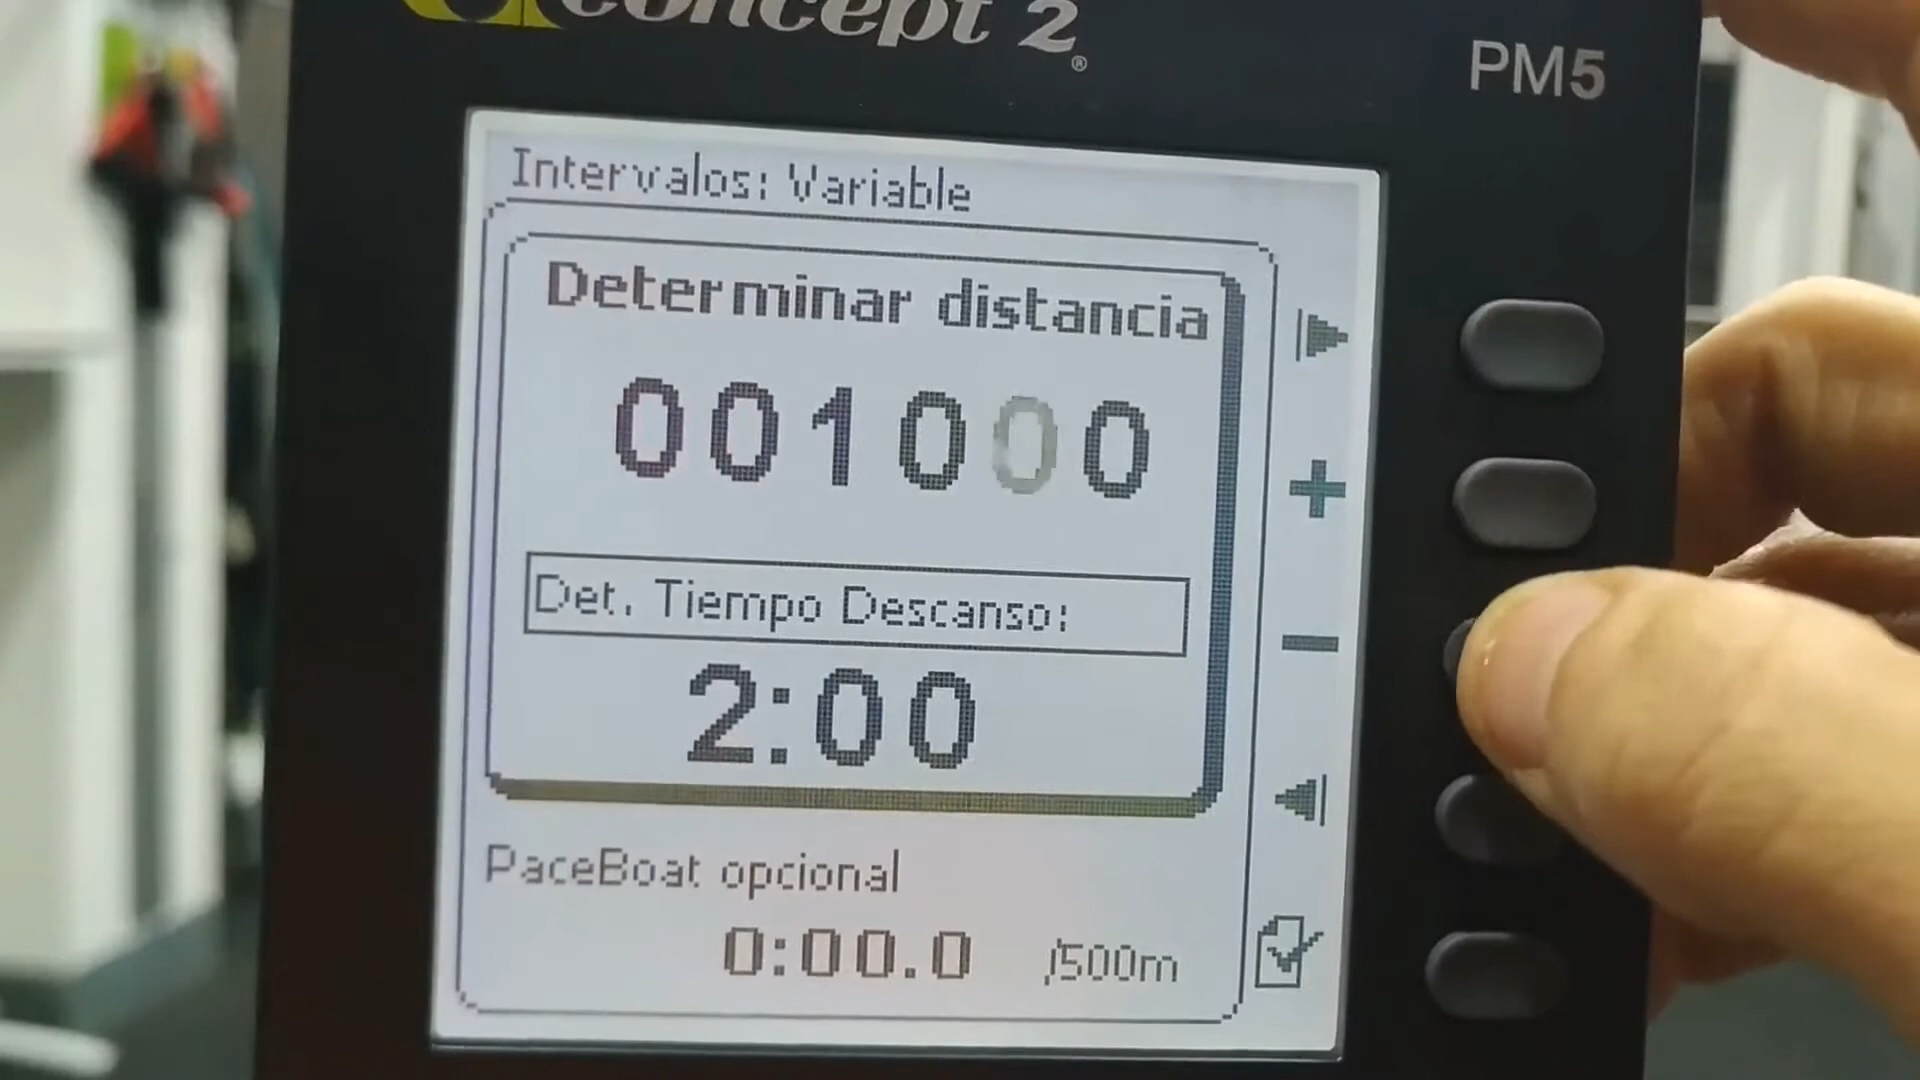 concept 2®
PM5
Intervalos: Variable
Determinar distancia
001000
Det. Tiempo Descanso:
2:00
PaceBoat opcional
0:00.0 /500m